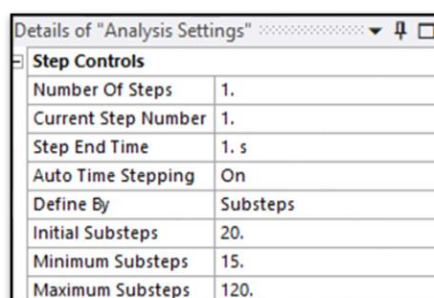 Details of "Analysis Settings"
Step Controls
Number Of Steps 1.
Current Step Number 1.
Step End Time 1. s
Auto Time Stepping On
Define By Substeps
Initial Substeps 20.
Minimum Substeps 15.
Maximum Substeps 120.